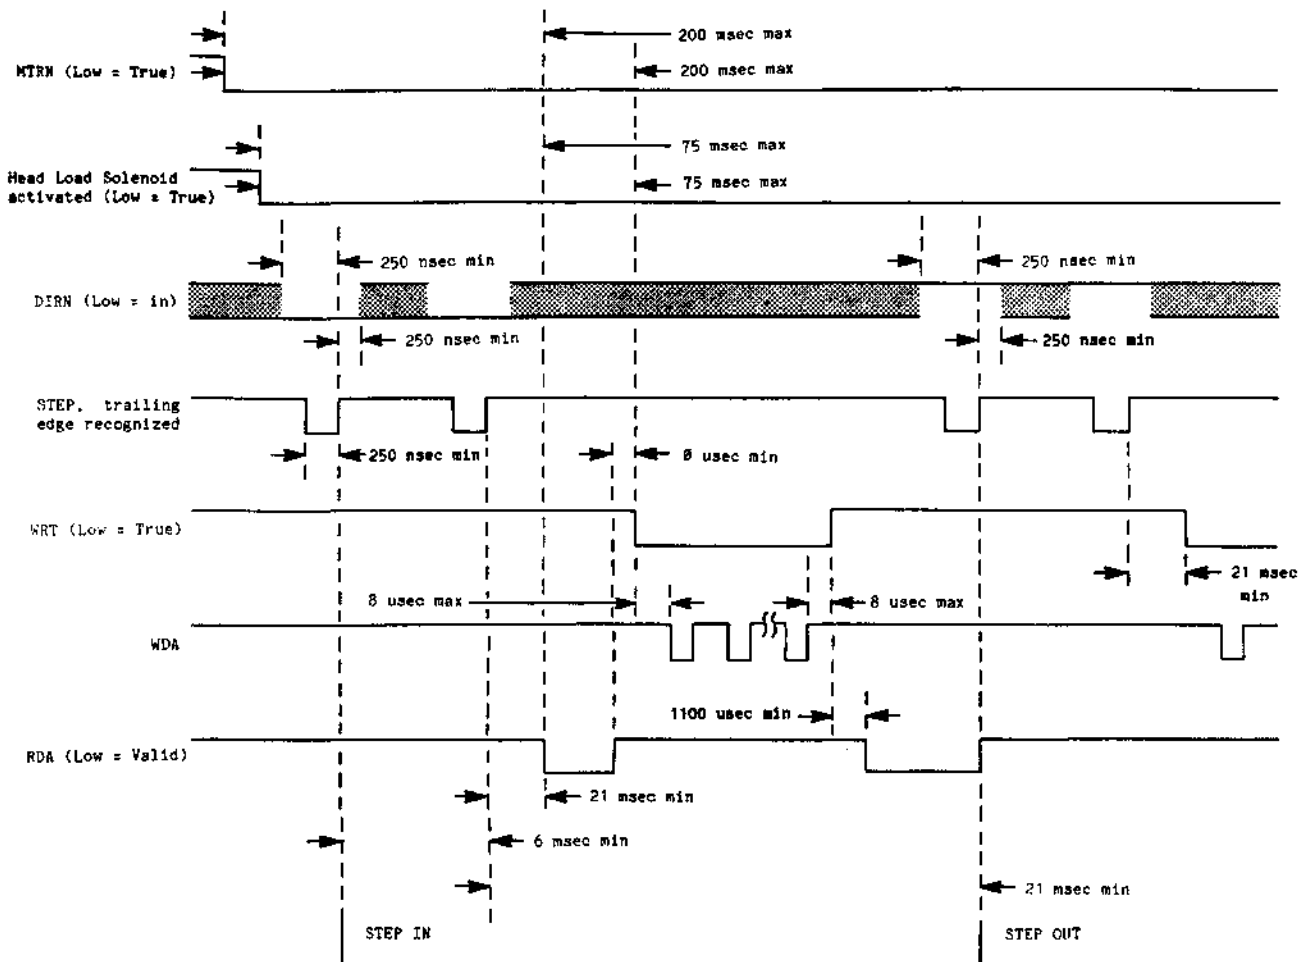 200 msec max
MTRN (Low = True)
200 msec max
75 msec max
Head Load Solenoid
activated (Low = True)
75 msec max
250 nsec min
250 nsec min
DIRN (Low = in)
250 nsec min
250 nsec min
STEP, trailing
edge recognized
250 nsec min
0 usec min
WRT (Low = True)
21 msec
min
8 usec max
8 usec max
WDA
1100 usec min
RDA (Low = Valid)
21 msec min
6 msec min
21 msec min
STEP IN
STEP OUT